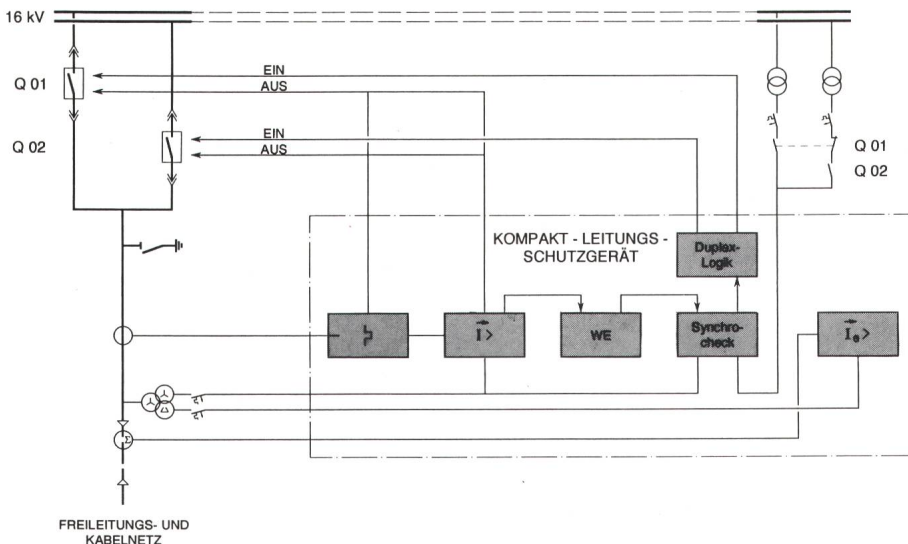 16 kV
EIN
Q 01
AUS
EIN
Q 02
AUS
Q 01
Q 02
KOMPAKT - LEITUNGS -
SCHUTZGERÄT
Duplex-
Logik
I >
WE
Synchro-
check
I₀ >
Σ
FREILEITUNGS- UND
KABELNETZ